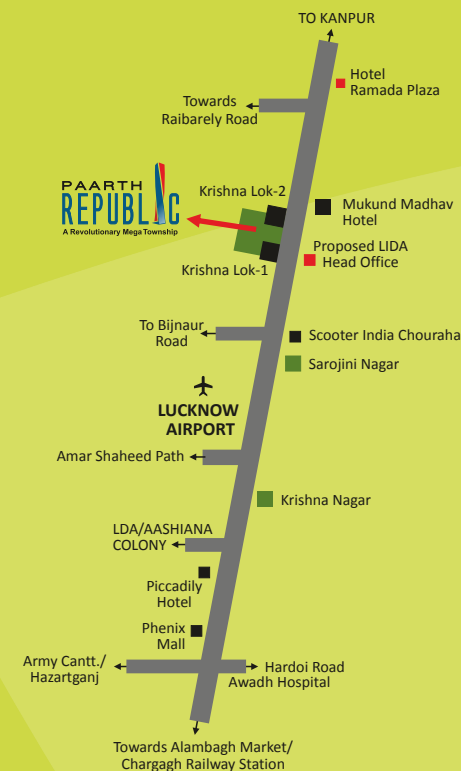 TO KANPUR
Hotel
Ramada Plaza
Towards
Raibarely Road
PAARTH
REPUBLIC
A Revolutionary Mega Township
Krishna Lok-2
Mukund Madhav
Hotel
Krishna Lok-1
Proposed LIDA
Head Office
To Bijnaur
Road
Scooter India Chouraha
Sarojini Nagar
LUCKNOW
AIRPORT
Amar Shaheed Path
Krishna Nagar
LDA/AASHIANA
COLONY
Piccadily
Hotel
Phenix
Mall
Army Cantt./
Hazartganj
Hardoi Road
Awadh Hospital
Towards Alambagh Market/
Chargagh Railway Station